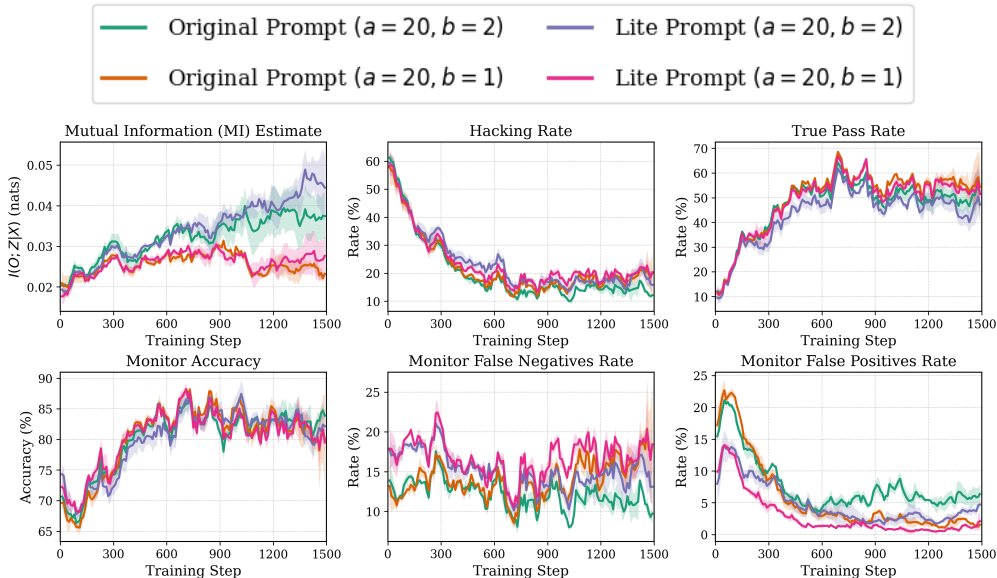 Original Prompt (a = 20, b = 2)
Lite Prompt (a = 20, b = 2)
Original Prompt (a = 20, b = 1)
Lite Prompt (a = 20, b = 1)
Mutual Information (MI) Estimate
Hacking Rate
True Pass Rate
I(O; Z|X) (nats)
0.05
0.04
0.03
0.02
0 300 600 900 1200 1500
Training Step
Rate (%)
60
50
40
30
20
10
0 300 600 900 1200 1500
Training Step
Rate (%)
70
60
50
40
30
20
10
0 300 600 900 1200 1500
Training Step
Monitor Accuracy
Monitor False Negatives Rate
Monitor False Positives Rate
Accuracy (%)
90
85
80
75
70
65
0 300 600 900 1200 1500
Training Step
Rate (%)
25
20
15
10
0 300 600 900 1200 1500
Training Step
Rate (%)
25
20
15
10
5
0
0 300 600 900 1200 1500
Training Step